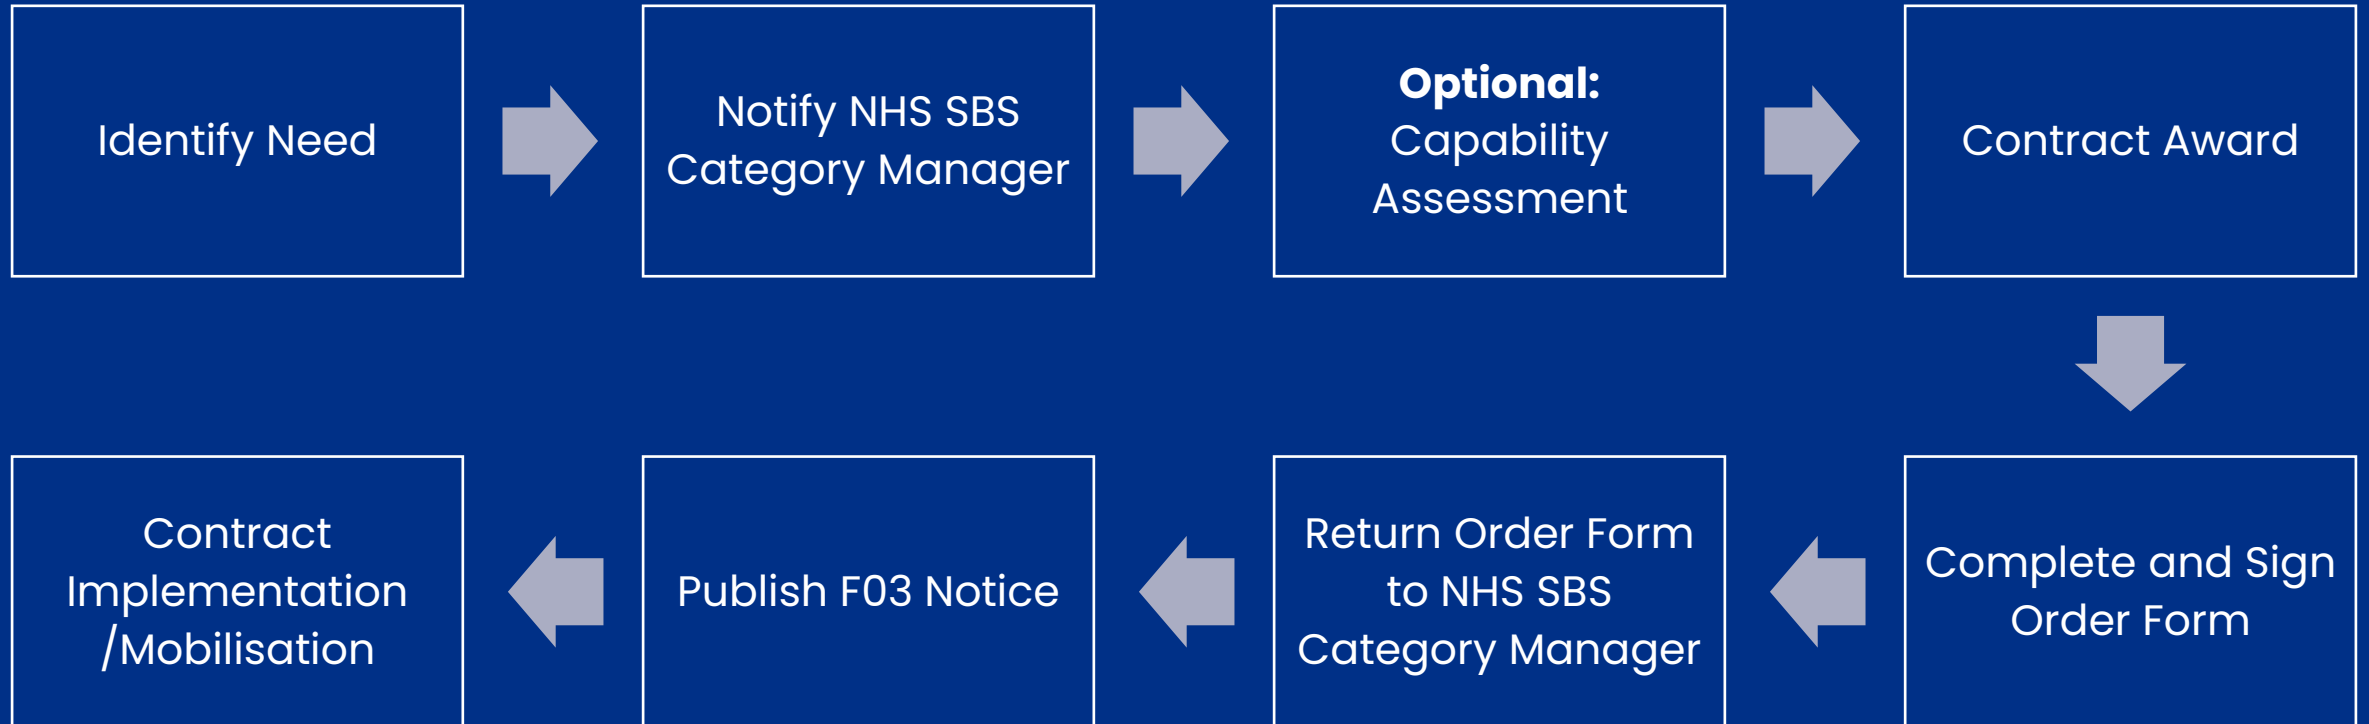 Identify Need
Notify NHS SBS
Category Manager
Optional:
Capability
Assessment
Contract Award
Complete and Sign
Order Form
Return Order Form
to NHS SBS
Category Manager
Publish F03 Notice
Contract
Implementation
/Mobilisation